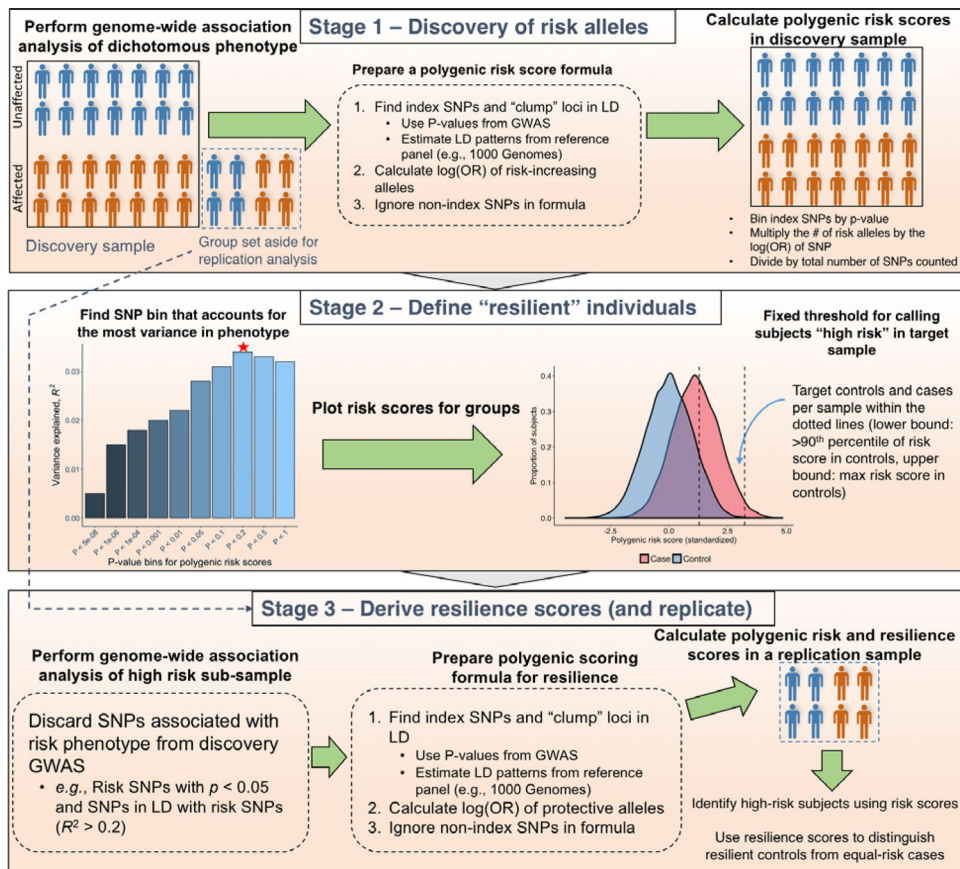 Perform genome-wide association
analysis of dichotomous phenotype
Stage 1 – Discovery of risk alleles
Calculate polygenic risk scores
in discovery sample
Unaffected
Affected
Discovery sample
Group set aside for
replication analysis
Prepare a polygenic risk score formula
1. Find index SNPs and “clump” loci in LD
• Use P-values from GWAS
• Estimate LD patterns from reference
panel (e.g., 1000 Genomes)
2. Calculate log(OR) of risk-increasing
alleles
3. Ignore non-index SNPs in formula
• Bin index SNPs by p-value
• Multiply the # of risk alleles by the
log(OR) of SNP
• Divide by total number of SNPs counted
Stage 2 – Define “resilient” individuals
Find SNP bin that accounts for
the most variance in phenotype
Variance explained, R²
0.03
0.02
0.01
0.00
P < 5e-08
P < 1e-06
P < 1e-04
P < 0.001
P < 0.01
P < 0.05
P < 0.1
P < 0.2
P < 0.5
P < 1
P-value bins for polygenic risk scores
Plot risk scores for groups
Proportion of subjects
0.4
0.3
0.2
0.1
0.0
-2.5
0.0
2.5
5.0
Polygenic risk score (standardized)
Case
Control
Fixed threshold for calling
subjects “high risk” in target
sample
Target controls and cases
per sample within the
dotted lines (lower bound:
>90th percentile of risk
score in controls, upper
bound: max risk score in
controls)
Stage 3 – Derive resilience scores (and replicate)
Perform genome-wide association
analysis of high risk sub-sample
Discard SNPs associated with
risk phenotype from discovery
GWAS
• e.g., Risk SNPs with p < 0.05
and SNPs in LD with risk SNPs
(R² > 0.2)
Prepare polygenic scoring
formula for resilience
1. Find index SNPs and “clump” loci in
LD
• Use P-values from GWAS
• Estimate LD patterns from reference
panel (e.g., 1000 Genomes)
2. Calculate log(OR) of protective alleles
3. Ignore non-index SNPs in formula
Calculate polygenic risk and resilience
scores in a replication sample
Identify high-risk subjects using risk scores
Use resilience scores to distinguish
resilient controls from equal-risk cases